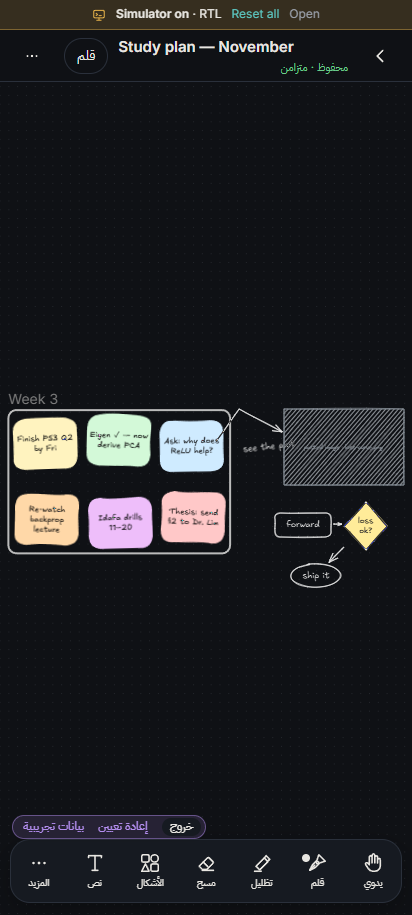 Simulator on · RTL Reset all Open
Study plan — November
قلم
محفوظ · متزامن
Week 3
Finish PS3 Q2
by Fri
Eigen ✓ — now
derive PCA
Ask: why does
ReLU help?
see the
Re-watch
backprop
lecture
Idafa drills
11–20
Thesis: send
§2 to Dr. Lin
forward
loss
ok?
ship it
خروج
إعادة تعيين
بيانات تجريبية
يدوي
قلم
تظليل
مسح
الأشكال
نص
المزيد